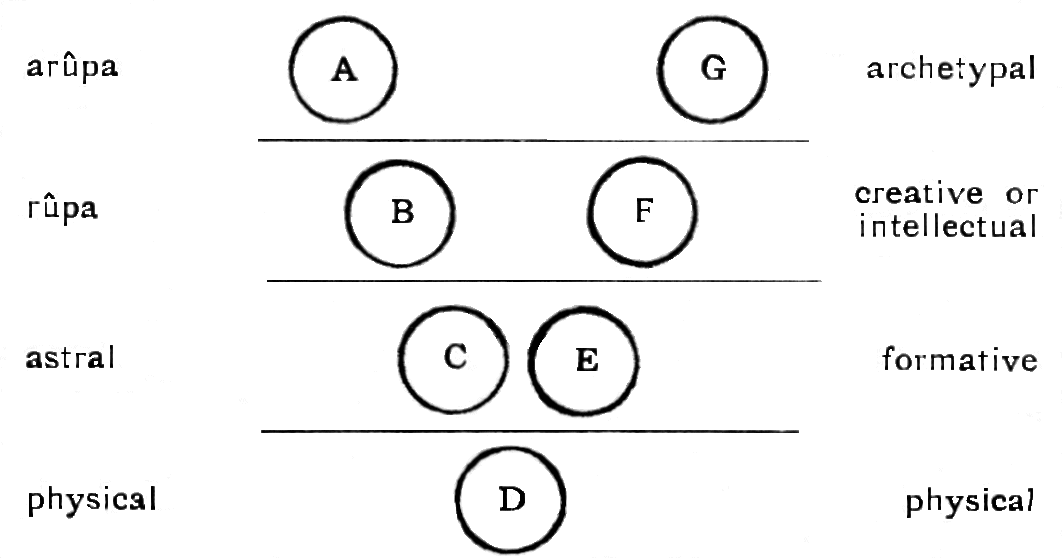 arûpa A G archetypal
rûpa B F creative or
intellectual
astral C E formative
physical D physical